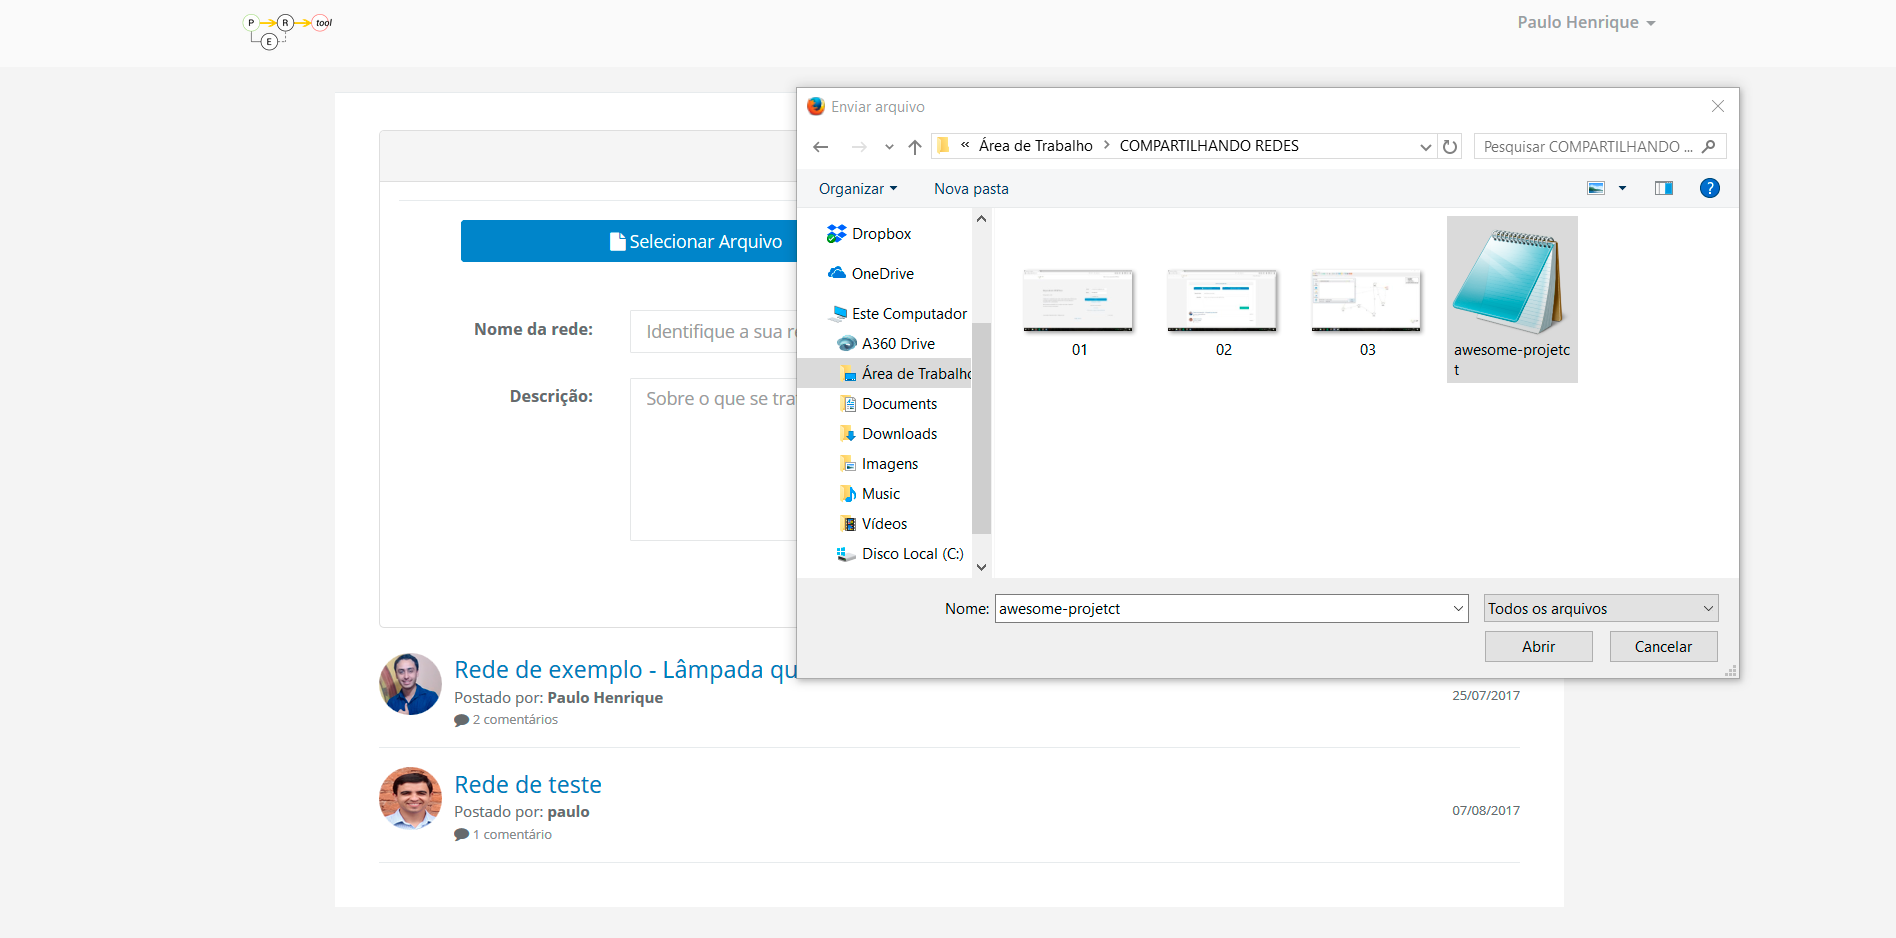 P R tool
E
Paulo Henrique
Enviar arquivo
« Área de Trabalho > COMPARTILHANDO REDES
Pesquisar COMPARTILHANDO ...
Organizar
Nova pasta
?
Selecionar Arquivo
Nome da rede:
Identifique a sua r
Descrição:
Sobre o que se tra
Dropbox
OneDrive
Este Computador
A360 Drive
Área de Trabalho
Documents
Downloads
Imagens
Music
Vídeos
Disco Local (C:)
01
02
03
awesome-projetc
t
Nome: awesome-projetct
Todos os arquivos
Abrir
Cancelar
Rede de exemplo - Lâmpada qu
Postado por: Paulo Henrique
2 comentários
25/07/2017
Rede de teste
Postado por: paulo
1 comentário
07/08/2017